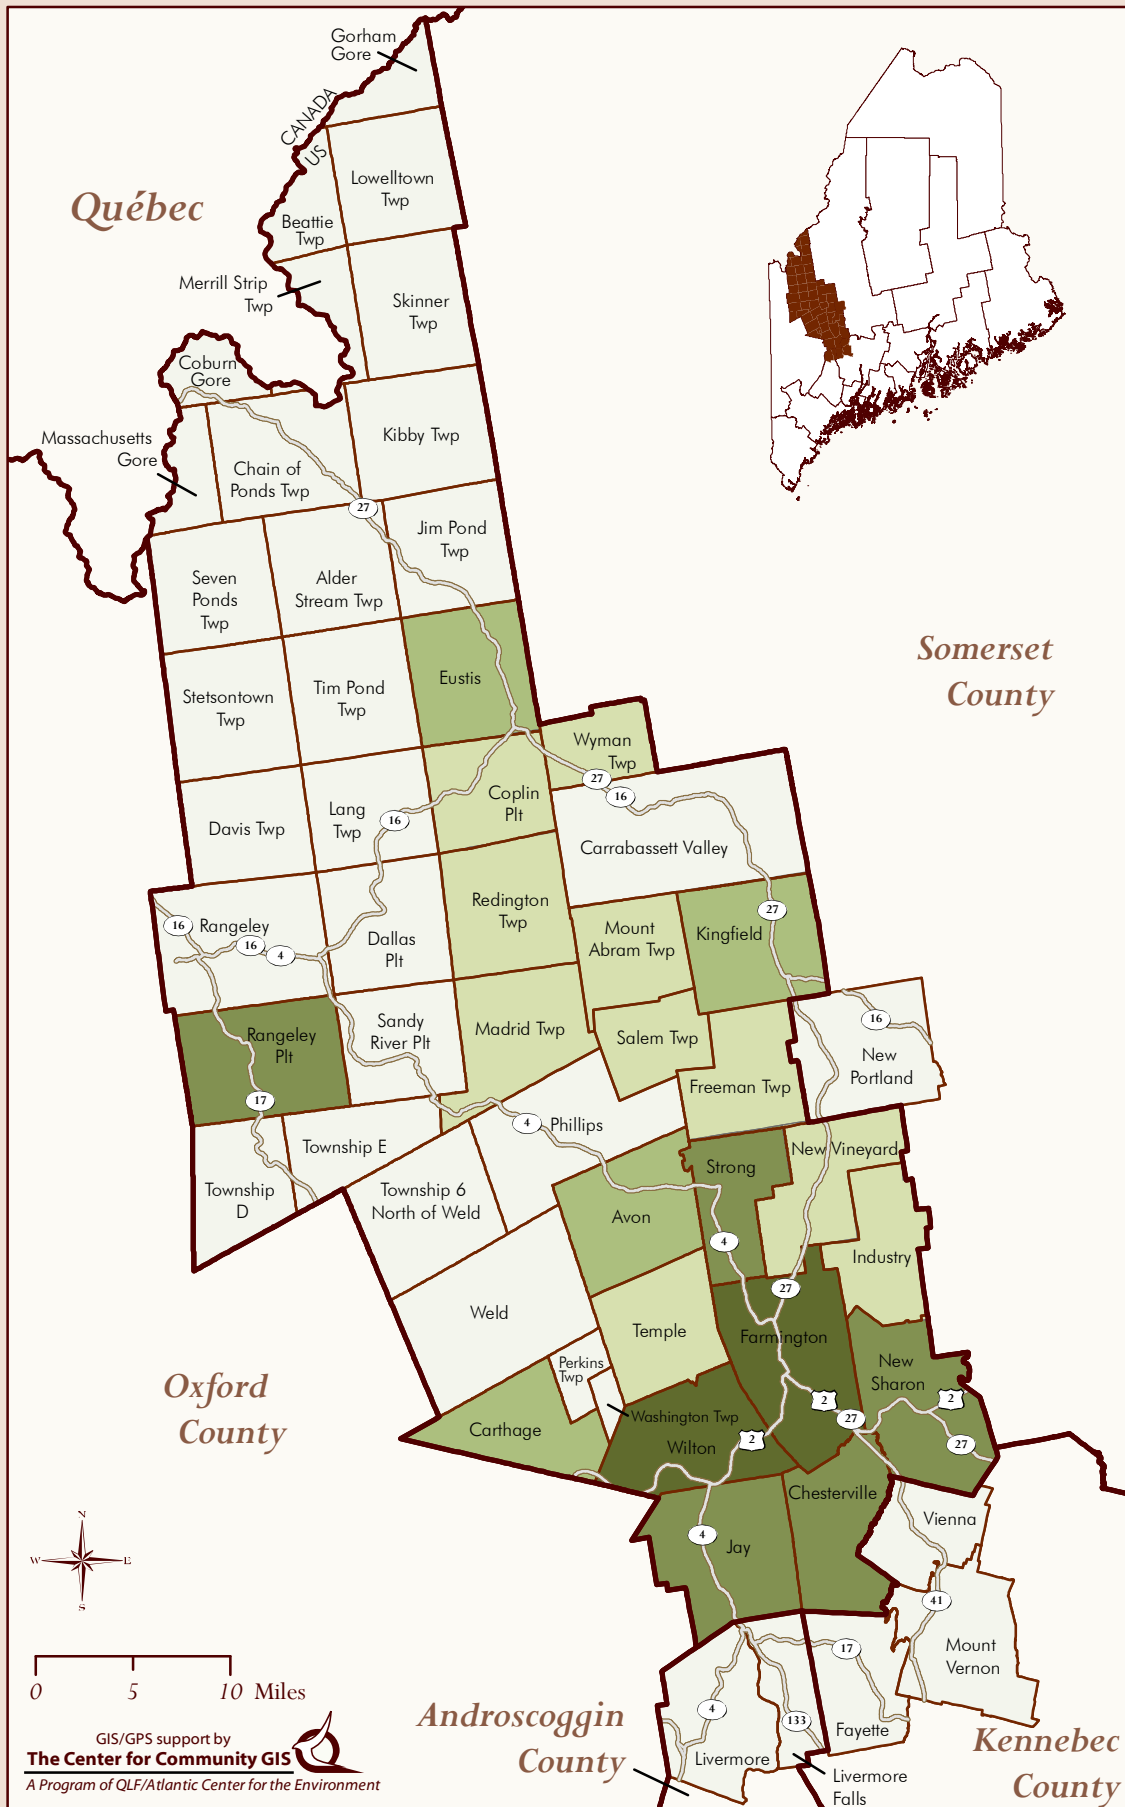 Gorham
Gore
CANADA
US
Lowelltown
Twp
Québec
Beattie
Twp
Merrill Strip
Twp
Skinner
Twp
Coburn
Gore
Massachusetts
Gore
Kibby Twp
Chain of
Ponds Twp
27
Jim Pond
Twp
Seven
Ponds
Twp
Alder
Stream Twp
Somerset
County
Eustis
Stetsontown
Twp
Tim Pond
Twp
Wyman
Twp
27
16
Coplin
Plt
Lang
Twp
16
Davis Twp
Carrabassett Valley
Redington
Twp
27
Rangeley
16
16
4
Dallas
Plt
Mount
Abram Twp
Kingfield
Rangeley
Plt
Sandy
River Plt
Madrid Twp
Salem Twp
16
New
Portland
Freeman Twp
17
4
Phillips
Township E
New Vineyard
Strong
Township
D
Township 6
North of Weld
Avon
4
Industry
27
Weld
Temple
Farmington
Perkins
Twp
New
Sharon
Oxford
County
2
2
27
Washington Twp
Carthage
Wilton
2
27
Chesterville
Vienna
N
W
E
S
4
Jay
41
Mount
Vernon
17
0
5
10 Miles
4
133
Fayette
Androscoggin
County
Kennebec
County
Livermore
Livermore
Falls
GIS/GPS support by
The Center for Community GIS
A Program of QLF/Atlantic Center for the Environment